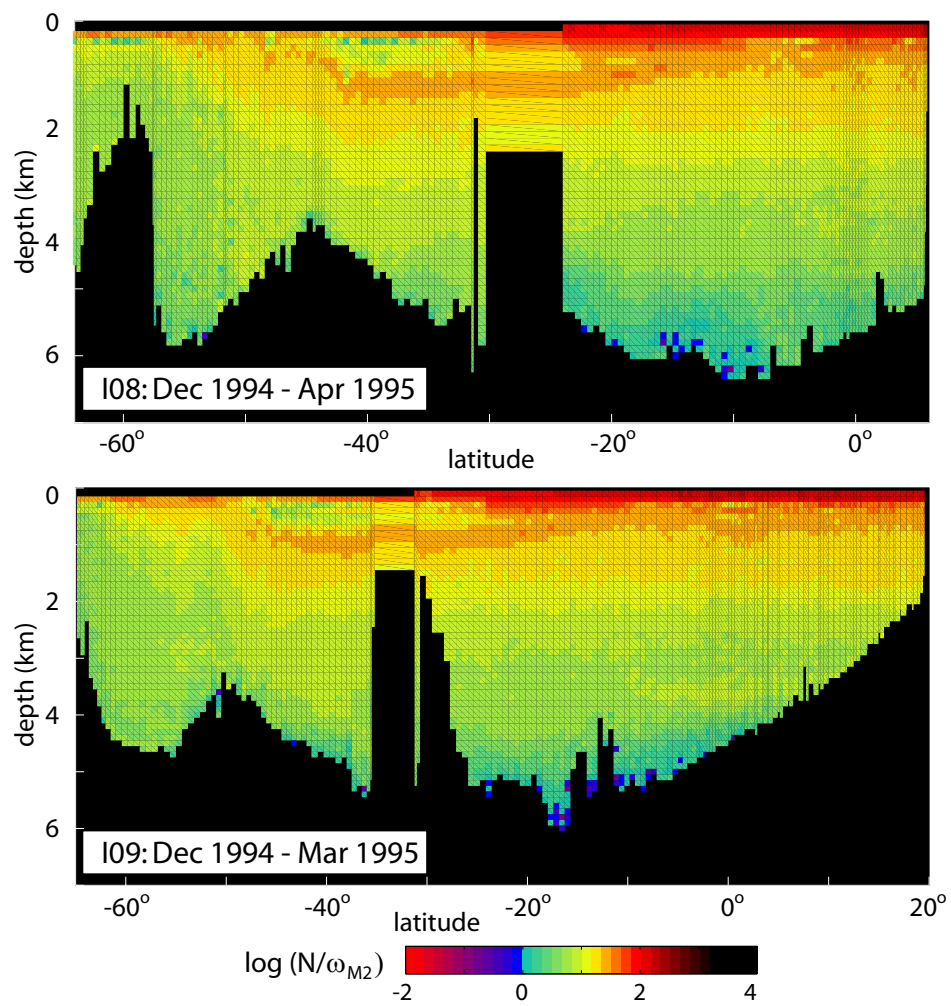 0
2
4
6
depth (km)
I08: Dec 1994 - Apr 1995
-60° -40° -20° 0°
latitude
0
2
4
6
depth (km)
I09: Dec 1994 - Mar 1995
-60° -40° -20° 0° 20°
latitude
log (N/ω_M2)
-2 0 2 4